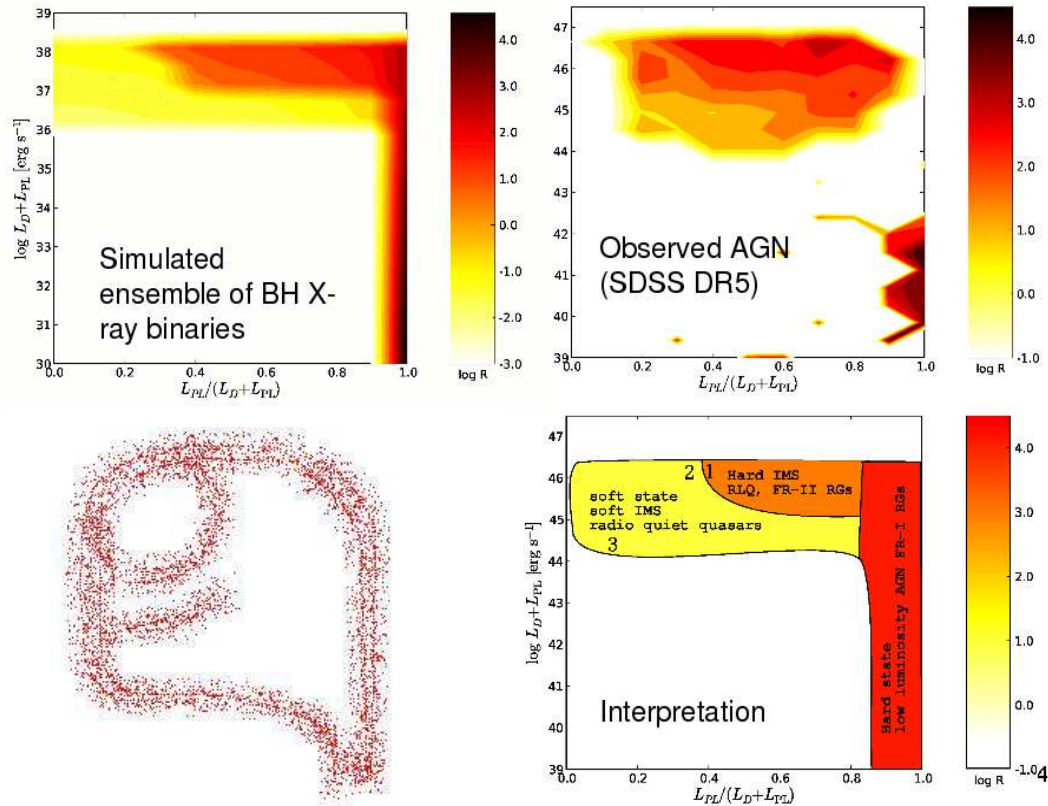 39
38
37
36
35
34
33
32
31
30
log L_D+L_PL [erg s⁻¹]
0.0 0.2 0.4 0.6 0.8 1.0
L_PL/(L_D+L_PL)
Simulated
ensemble of BH X-
ray binaries
4.0
3.0
2.0
1.0
0.0
-1.0
-2.0
-3.0
log R
47
46
45
44
43
42
41
40
39
0.0 0.2 0.4 0.6 0.8 1.0
L_PL/(L_D+L_PL)
Observed AGN
(SDSS DR5)
4.0
3.0
2.0
1.0
0.0
-1.0
log R
47
46
45
44
43
42
41
40
39
log L_D+L_PL [erg s⁻¹]
0.0 0.2 0.4 0.6 0.8 1.0
L_PL/(L_D+L_PL)
2 1 Hard IMS
RLQ, FR-II RGs
soft state
soft IMS
radio quiet quasars
3
Hard state
low luminosity AGN FR-I RGs
Interpretation
4.0
3.0
2.0
1.0
0.0
-1.0
log R
4